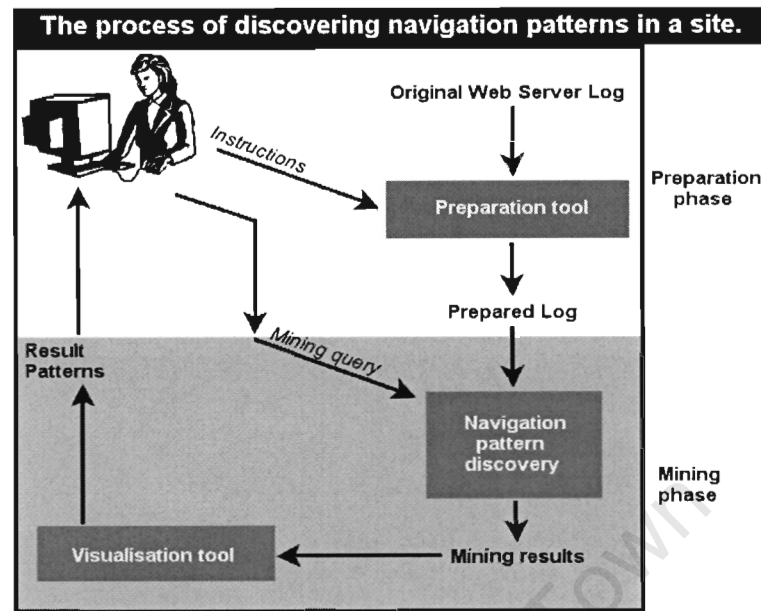 The process of discovering navigation patterns in a site.
Original Web Server Log
Instructions
Preparation tool
Preparation
phase
Prepared Log
Result
Patterns
Mining query
Navigation
pattern
discovery
Mining
phase
Visualisation tool
Mining results
Town